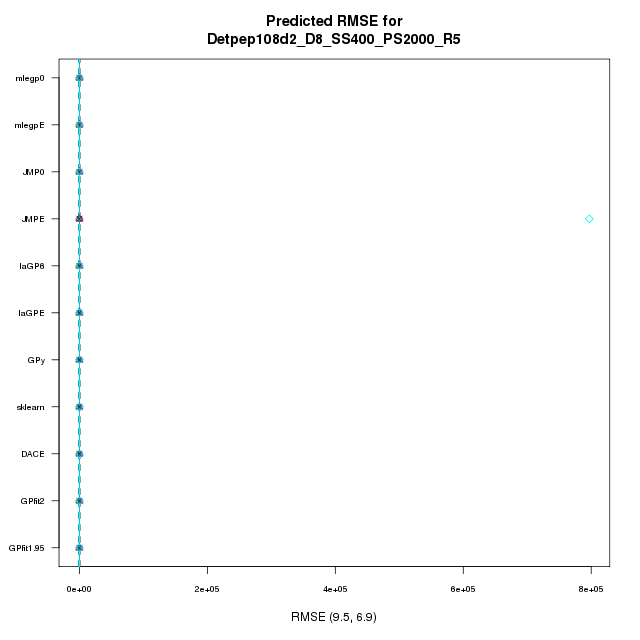 Predicted RMSE for
Detpep108d2_D8_SS400_PS2000_R5
mlegp0
mlegpE
JMP0
JMPE
laGP6
laGPE
GPy
sklearn
DACE
GPfit2
GPfit1.95
0e+00 2e+05 4e+05 6e+05 8e+05
RMSE (9.5, 6.9)